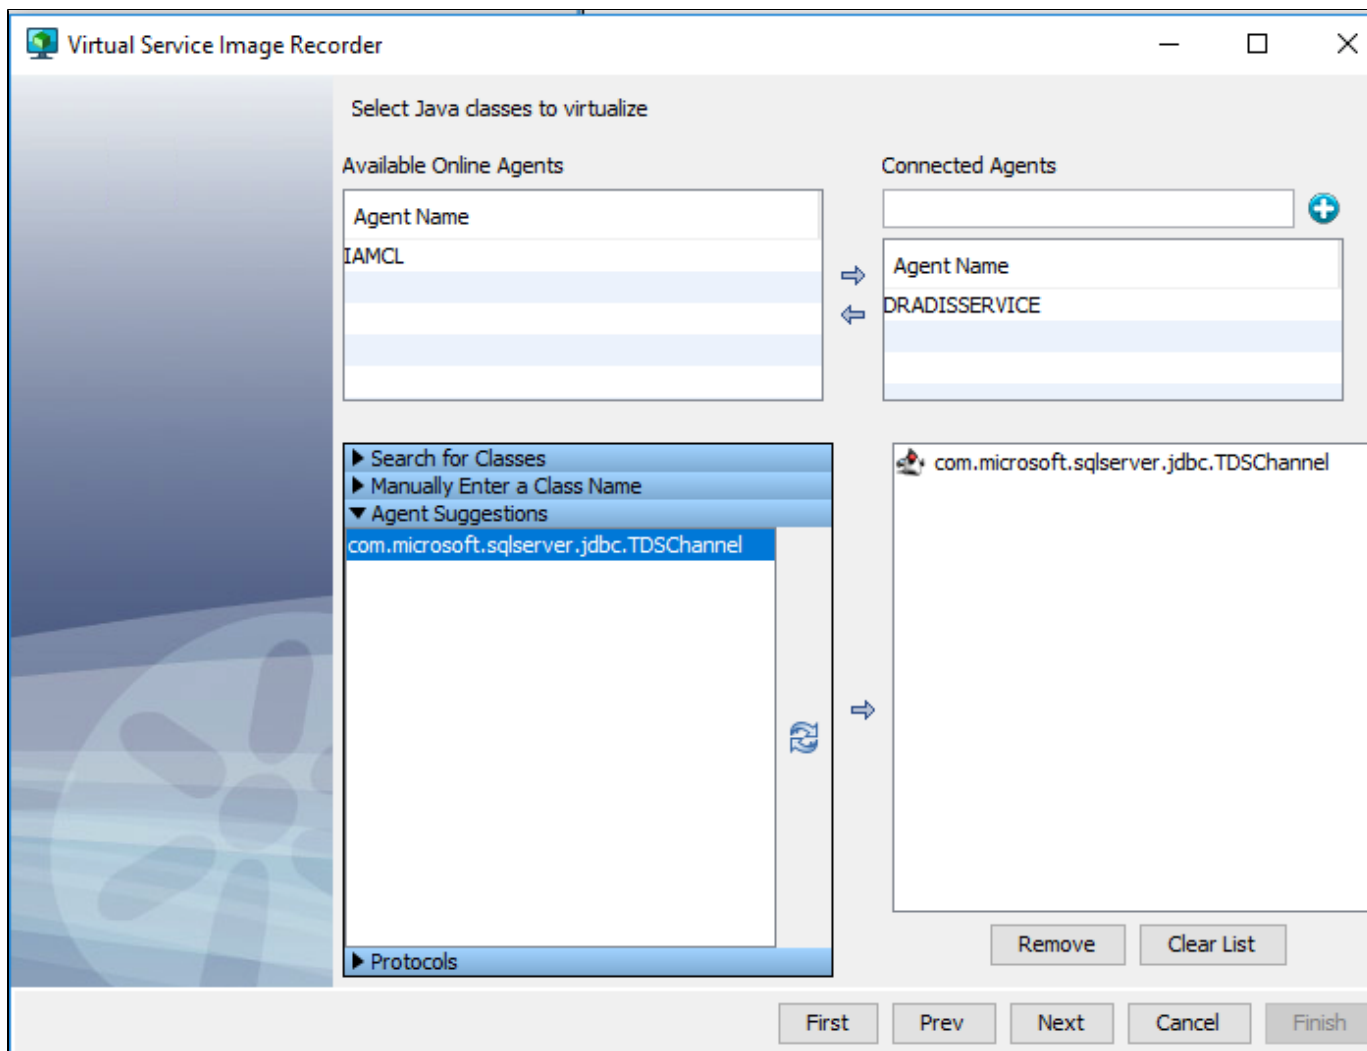 Virtual Service Image Recorder
Select Java classes to virtualize
Available Online Agents
Agent Name
IAMCL
Connected Agents
Agent Name
DRADISSERVICE
Search for Classes
Manually Enter a Class Name
Agent Suggestions
com.microsoft.sqlserver.jdbc.TDSChannel
Protocols
com.microsoft.sqlserver.jdbc.TDSChannel
Remove Clear List
First Prev Next Cancel Finish